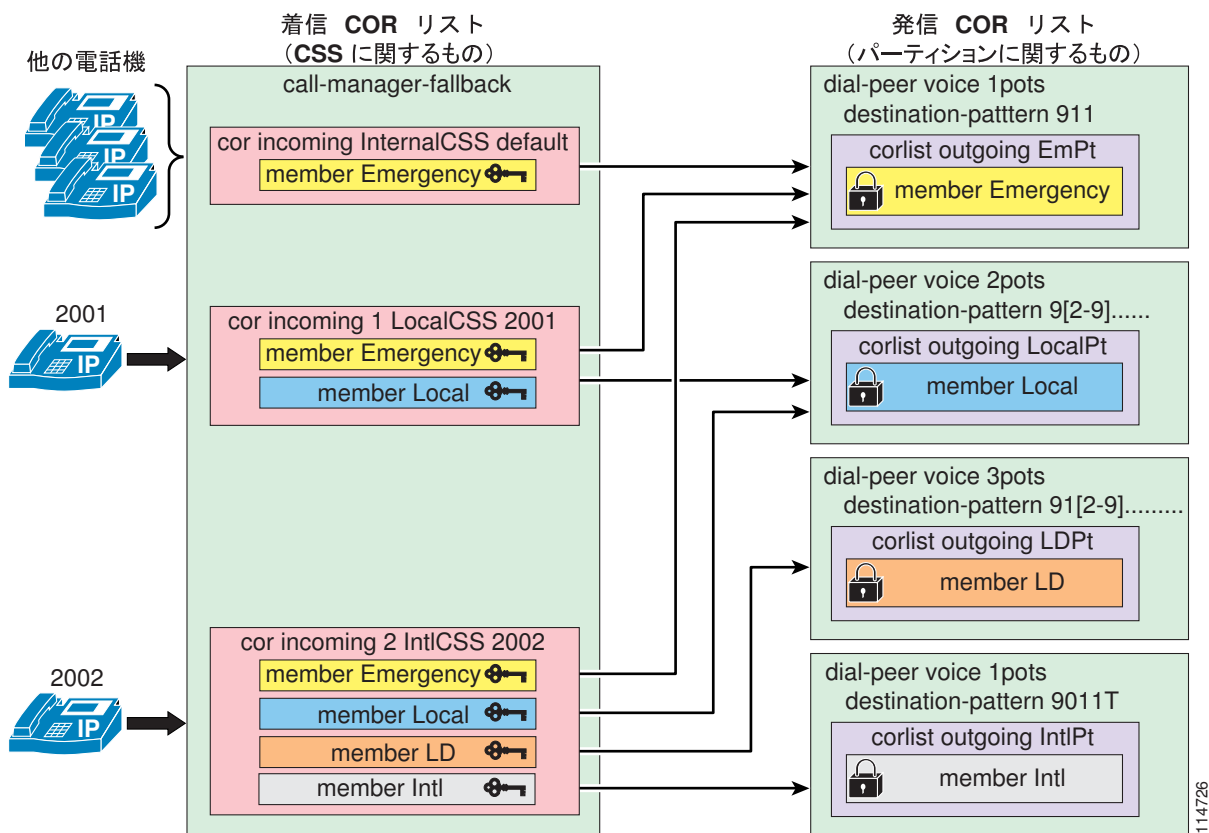 着信 COR リスト
（CSS に関するもの）
発信 COR リスト
（パーティションに関するもの）
他の電話機
IP
IP
IP
call-manager-fallback
cor incoming InternalCSS default
member Emergency
2001
IP
cor incoming 1 LocalCSS 2001
member Emergency
member Local
2002
IP
cor incoming 2 IntlCSS 2002
member Emergency
member Local
member LD
member Intl
dial-peer voice 1pots
destination-patttern 911
corlist outgoing EmPt
member Emergency
dial-peer voice 2pots
destination-pattern 9[2-9]......
corlist outgoing LocalPt
member Local
dial-peer voice 3pots
destination-pattern 91[2-9].........
corlist outgoing LDPt
member LD
dial-peer voice 1pots
destination-pattern 9011T
corlist outgoing IntlPt
member Intl
114726